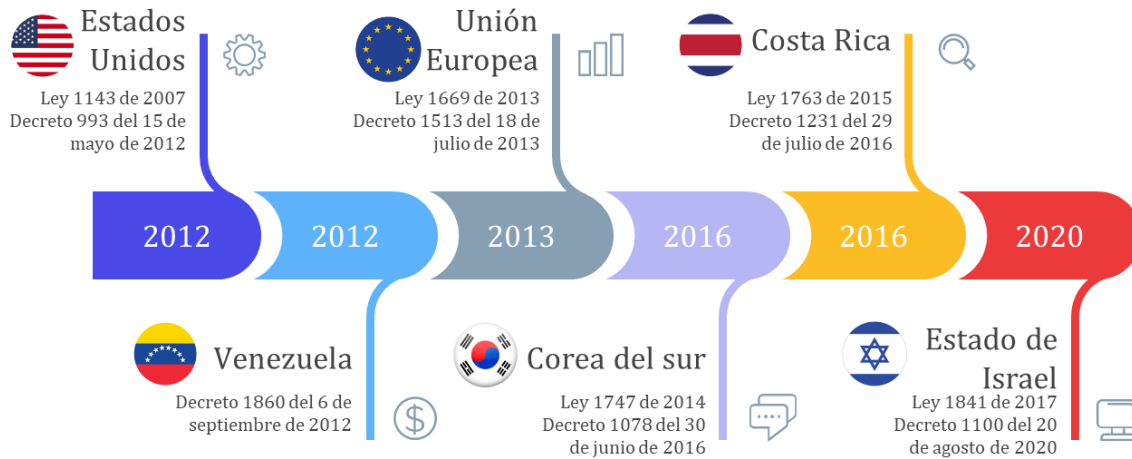 Estados
Unidos
Ley 1143 de 2007
Decreto 993 del 15 de
mayo de 2012
Unión
Europea
Ley 1669 de 2013
Decreto 1513 del 18 de
julio de 2013
Costa Rica
Ley 1763 de 2015
Decreto 1231 del 29
de julio de 2016
2012
2012
2013
2016
2016
2020
Venezuela
Decreto 1860 del 6 de
septiembre de 2012
$
Corea del sur
Ley 1747 de 2014
Decreto 1078 del 30
de junio de 2016
Estado de
Israel
Ley 1841 de 2017
Decreto 1100 del 20
de agosto de 2020